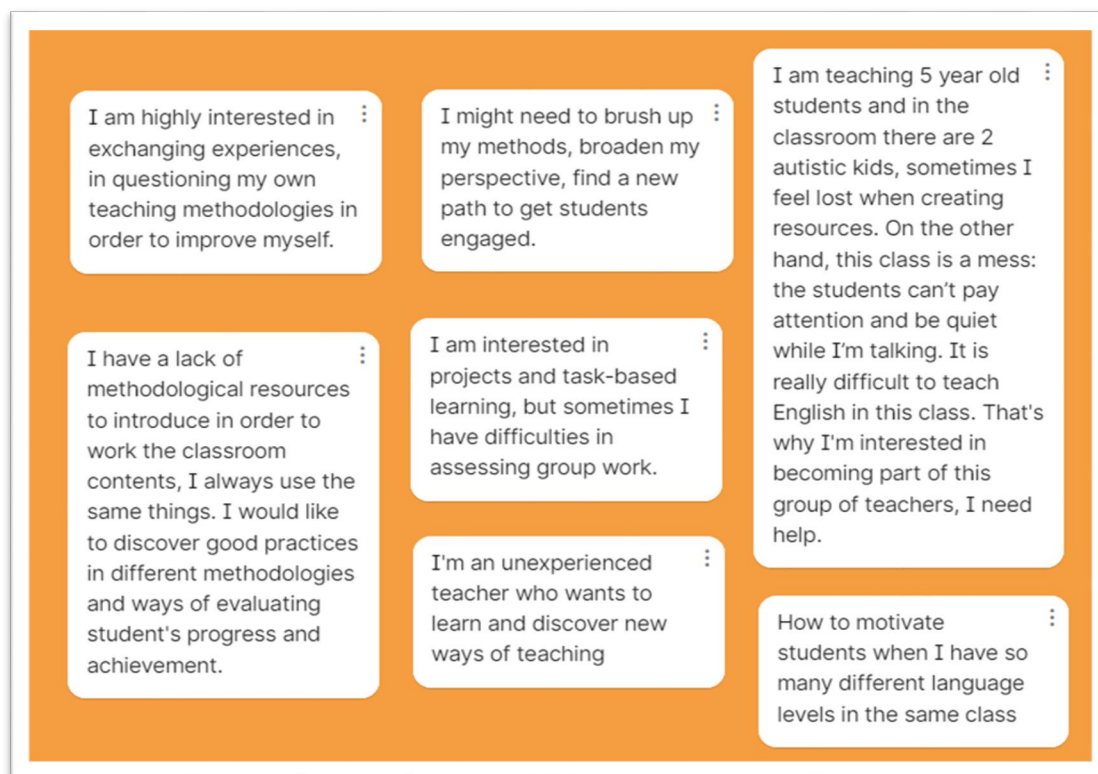 I am highly interested in
exchanging experiences,
in questioning my own
teaching methodologies in
order to improve myself.
I might need to brush up
my methods, broaden my
perspective, find a new
path to get students
engaged.
I am teaching 5 year old
students and in the
classroom there are 2
autistic kids, sometimes I
feel lost when creating
resources. On the other
hand, this class is a mess:
the students can’t pay
attention and be quiet
while I’m talking. It is
really difficult to teach
English in this class. That's
why I'm interested in
becoming part of this
group of teachers, I need
help.
I have a lack of
methodological resources
to introduce in order to
work the classroom
contents, I always use the
same things. I would like
to discover good practices
in different methodologies
and ways of evaluating
student's progress and
achievement.
I am interested in
projects and task-based
learning, but sometimes I
have difficulties in
assessing group work.
I'm an unexperienced
teacher who wants to
learn and discover new
ways of teaching
How to motivate
students when I have so
many different language
levels in the same class